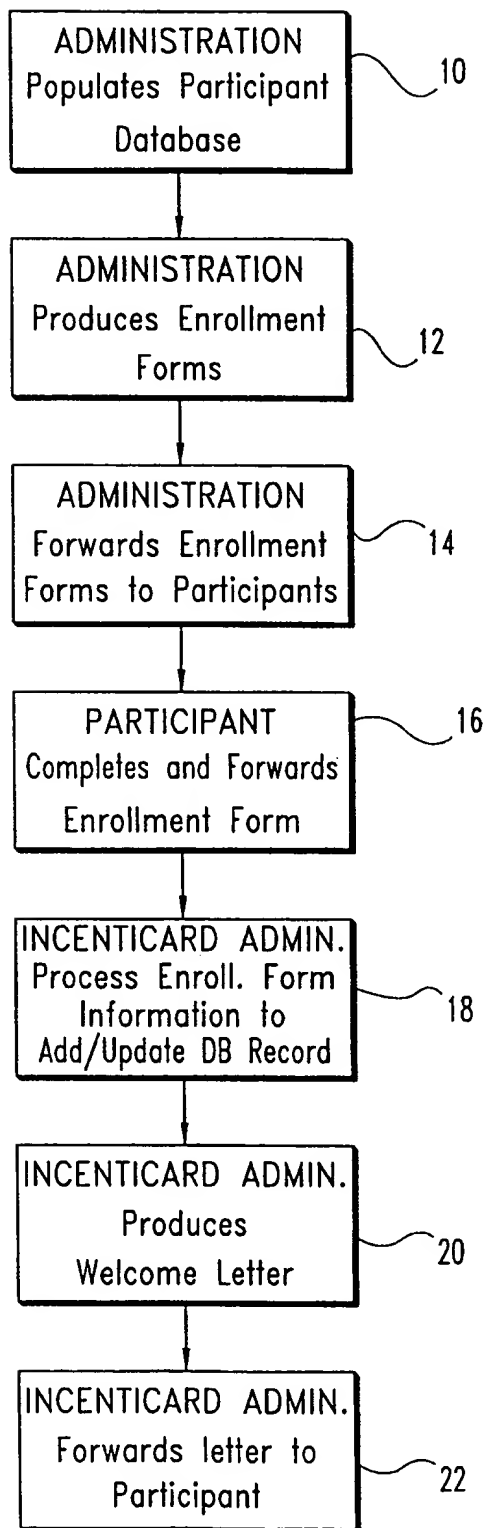 ADMINISTRATION
Populates Participant
Database
10
ADMINISTRATION
Produces Enrollment
Forms
12
ADMINISTRATION
Forwards Enrollment
Forms to Participants
14
PARTICIPANT
Completes and Forwards
Enrollment Form
16
INCENTICARD ADMIN.
Process Enroll. Form
Information to
Add/Update DB Record
18
INCENTICARD ADMIN.
Produces
Welcome Letter
20
INCENTICARD ADMIN.
Forwards letter to
Participant
22